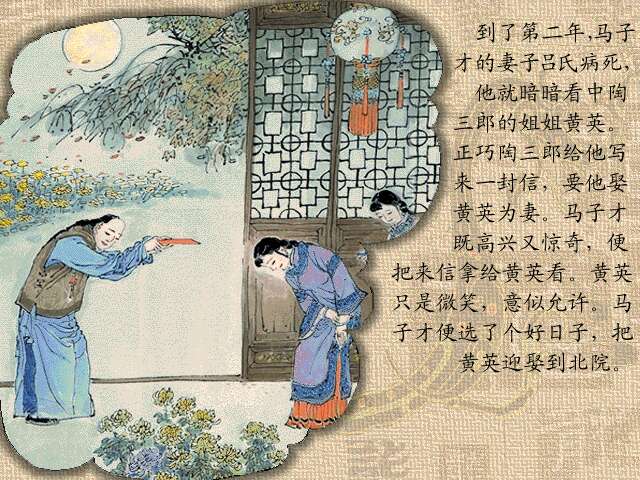 到了第二年,马子
才的妻子吕氏病死,
他就暗暗看中陶
三郎的姐姐黄英。
正巧陶三郎给他写
来一封信，要他娶
黄英为妻。马子才
既高兴又惊奇，便
把来信拿给黄英看。黄英
只是微笑，意似允许。马
子才便选了个好日子，把
黄英迎娶到北院。